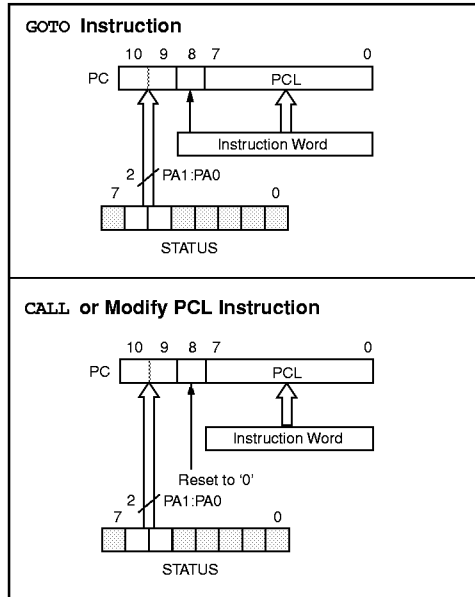 GOTO Instruction
10 9 8 7 0
PC PCL
Instruction Word
2 PA1:PA0
7 0
STATUS
CALL or Modify PCL Instruction
10 9 8 7 0
PC PCL
Instruction Word
Reset to ‘0’
2 PA1:PA0
7 0
STATUS